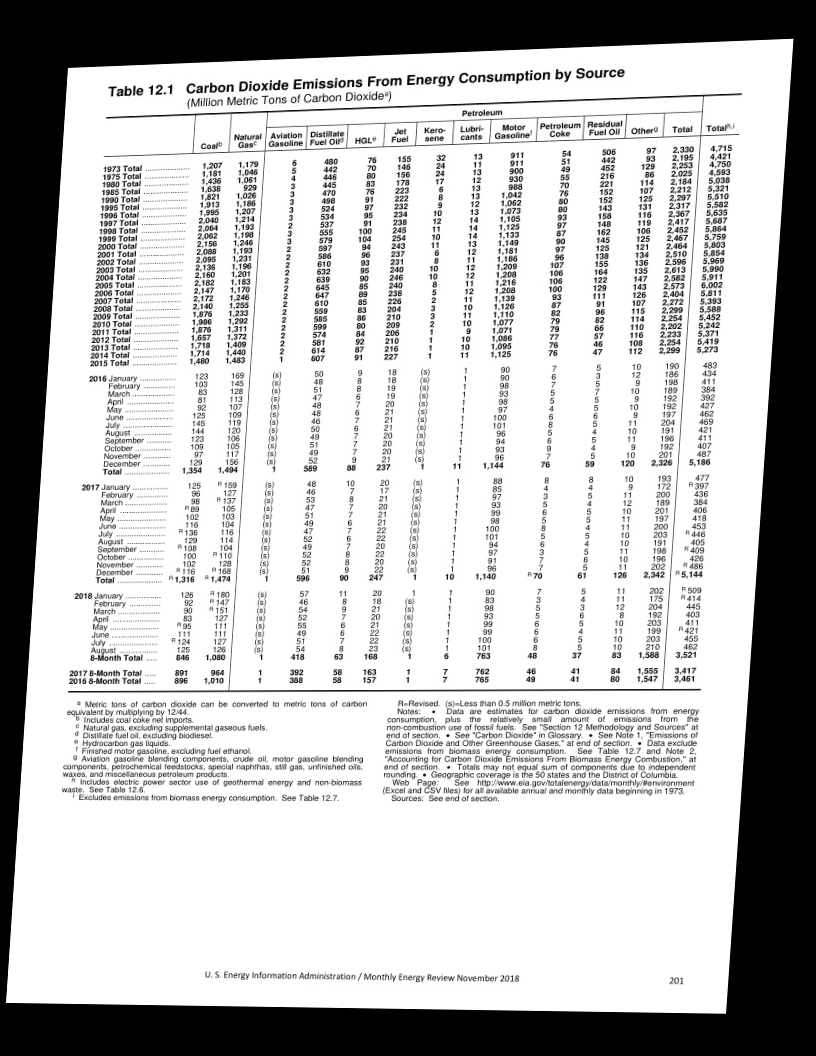 Table 12.1 Carbon Dioxide Emissions From Energy Consumption by Source
(Million Metric Tons of Carbon Dioxideᵃ)
Petroleum
Coalᵇ Natural Gasᶜ Aviation Gasoline Distillate Fuel Oilᵈ HGLᵉ Jet Fuel Kero-sene Lubri-cants Motor Gasolineᶠ Petroleum Coke Residual Fuel Oil Otherᵍ Total Totalʰ,ⁱ
1973 Total 1,207 1,179 6 480 76 155 32 13 911 54 506 97 2,330 4,715
1975 Total 1,181 1,046 5 442 70 146 24 11 911 51 442 93 2,195 4,421
1980 Total 1,436 1,061 4 446 80 156 24 13 900 49 452 129 2,253 4,750
1985 Total 1,638 929 3 445 83 178 17 12 930 55 216 86 2,025 4,593
1990 Total 1,821 1,026 3 470 76 223 6 13 988 70 221 114 2,184 5,038
1995 Total 1,913 1,186 3 498 91 222 8 13 1,042 76 152 107 2,212 5,321
1996 Total 1,995 1,207 3 524 97 232 9 12 1,062 80 152 125 2,297 5,510
1997 Total 2,040 1,214 3 534 95 234 10 13 1,073 80 143 131 2,317 5,582
1998 Total 2,064 1,193 2 537 91 238 12 14 1,105 93 158 116 2,367 5,635
1999 Total 2,062 1,198 3 555 100 245 11 14 1,125 97 148 119 2,417 5,687
2000 Total 2,156 1,246 3 579 104 254 10 14 1,133 87 162 106 2,452 5,864
2001 Total 2,088 1,193 2 597 94 243 11 13 1,149 90 145 125 2,467 5,759
2002 Total 2,095 1,231 2 586 96 237 6 12 1,181 97 125 121 2,464 5,803
2003 Total 2,136 1,196 2 610 93 231 8 11 1,186 96 138 134 2,510 5,854
2004 Total 2,160 1,201 2 632 95 240 10 12 1,209 107 155 136 2,596 5,969
2005 Total 2,182 1,183 2 639 90 246 10 12 1,208 106 164 135 2,613 5,990
2006 Total 2,147 1,170 2 645 85 240 8 11 1,216 106 122 147 2,582 5,911
2007 Total 2,172 1,246 2 647 89 238 5 12 1,208 100 129 143 2,573 6,002
2008 Total 2,140 1,255 2 610 85 226 2 11 1,139 93 111 126 2,404 5,811
2009 Total 1,876 1,233 2 559 83 204 3 10 1,126 87 91 107 2,272 5,393
2010 Total 1,986 1,292 2 585 86 210 3 11 1,110 82 96 115 2,299 5,588
2011 Total 1,876 1,311 2 599 80 209 2 10 1,077 79 82 114 2,254 5,452
2012 Total 1,657 1,372 2 574 84 206 1 9 1,071 79 66 110 2,202 5,242
2013 Total 1,718 1,409 2 581 92 210 1 10 1,086 77 57 116 2,233 5,371
2014 Total 1,714 1,440 2 614 87 216 1 10 1,095 76 46 108 2,254 5,419
2015 Total 1,480 1,483 1 607 91 227 1 11 1,125 76 47 112 2,299 5,273
2016 January 123 169 (s) 50 9 18 (s) 1 90 7 5 10 190 483
February 103 145 (s) 48 8 18 (s) 1 90 6 3 12 186 434
March 83 128 (s) 51 8 19 (s) 1 98 7 5 9 198 411
April 81 113 (s) 47 6 19 (s) 1 93 5 7 10 189 384
May 92 107 (s) 48 7 20 (s) 1 98 5 5 9 192 392
June 125 109 (s) 48 6 21 (s) 1 97 4 5 10 192 427
July 145 119 (s) 46 7 21 (s) 1 100 6 6 9 197 462
August 144 120 (s) 50 6 21 (s) 1 101 8 5 11 204 469
September 123 106 (s) 49 7 20 (s) 1 96 5 4 10 191 421
October 109 105 (s) 51 7 20 (s) 1 94 6 5 11 196 411
November 97 117 (s) 49 7 20 (s) 1 93 9 4 9 192 407
December 129 156 (s) 52 9 21 (s) 1 96 7 5 10 201 487
Total 1,354 1,494 1 589 88 237 1 11 1,144 76 59 120 2,326 5,186
2017 January 125 R 159 (s) 48 10 20 (s) 1 88 8 8 10 193 477
February 96 127 (s) 46 7 17 (s) 1 85 4 4 9 172 R 397
March 98 R 137 (s) 53 8 21 (s) 1 97 3 5 11 200 436
April R 89 105 (s) 47 7 20 (s) 1 93 5 4 12 189 384
May 102 103 (s) 51 7 21 (s) 1 99 6 5 10 201 406
June 116 104 (s) 49 6 21 (s) 1 98 5 5 11 197 418
July R 136 116 (s) 47 7 22 (s) 1 100 8 4 11 200 453
August 129 114 (s) 52 6 22 (s) 1 101 5 5 10 203 R 446
September R 108 104 (s) 49 7 20 (s) 1 94 6 4 10 191 405
October 100 R 110 (s) 52 8 22 (s) 1 97 3 5 11 198 R 409
November 102 128 (s) 52 8 20 (s) 1 91 7 6 10 196 426
December R 116 R 168 (s) 51 9 22 (s) 1 96 7 5 11 202 R 486
Total R 1,316 R 1,474 1 596 90 247 1 10 1,140 R 70 61 126 2,342 R 5,144
2018 January 126 R 180 (s) 57 11 20 1 1 90 7 5 11 202 R 509
February 92 R 147 (s) 46 8 18 (s) 1 83 3 4 11 175 R 414
March 90 R 151 (s) 54 9 21 (s) 1 98 5 3 12 204 445
April 83 127 (s) 52 7 20 (s) 1 93 5 6 8 192 403
May R 95 111 (s) 55 6 21 (s) 1 99 6 5 10 203 411
June 111 111 (s) 49 6 22 (s) 1 99 6 4 11 199 R 421
July R 124 127 (s) 51 7 22 (s) 1 100 6 5 10 203 455
August 125 126 (s) 54 8 23 (s) 1 101 8 5 10 210 462
8-Month Total 846 1,080 1 418 63 168 1 6 763 48 37 83 1,588 3,521
2017 8-Month Total 891 964 1 392 58 163 1 7 762 46 41 84 1,555 3,417
2016 8-Month Total 896 1,010 1 388 58 157 1 7 765 49 41 80 1,547 3,461
a Metric tons of carbon dioxide can be converted to metric tons of carbon
equivalent by multiplying by 12/44.
b Includes coal coke net imports.
c Natural gas, excluding supplemental gaseous fuels.
d Distillate fuel oil, excluding biodiesel.
e Hydrocarbon gas liquids.
f Finished motor gasoline, excluding fuel ethanol.
g Aviation gasoline blending components, crude oil, motor gasoline blending
components, petrochemical feedstocks, special napthas, still gas, unfinished oils,
waxes, and miscellaneous petroleum products.
h Includes electric power sector use of geothermal energy and non-biomass
waste. See Table 12.6.
i Excludes emissions from biomass energy consumption. See Table 12.7.
R=Revised. (s)=Less than 0.5 million metric tons.
Notes: • Data are estimates for carbon dioxide emissions from energy
consumption, plus the relatively small amount of emissions from the
non-combustion use of fossil fuels. See "Section 12 Methodology and Sources" at
end of section. • See "Carbon Dioxide" in Glossary. • See Note 1, "Emissions of
Carbon Dioxide and Other Greenhouse Gases," at end of section. • Data exclude
emissions from biomass energy consumption. See Table 12.7 and Note 2,
"Accounting for Carbon Dioxide Emissions From Biomass Energy Combustion," at
end of section. • Totals may not equal sum of components due to independent
rounding. • Geographic coverage is the 50 states and the District of Columbia.
Web Page: See http://www.eia.gov/totalenergy/data/monthly/#environment
(Excel and CSV files) for all available annual and monthly data beginning in 1973.
Sources: See end of section.
U. S. Energy Information Administration / Monthly Energy Review November 2018
201